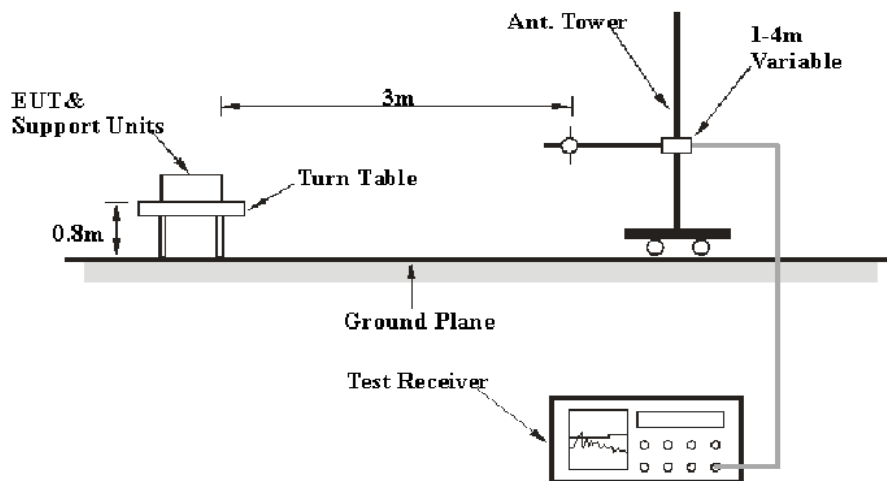 Ant. Tower
1-4m
Variable
3m
EUT &
Support Units
Turn Table
0.8m
Ground Plane
Test Receiver